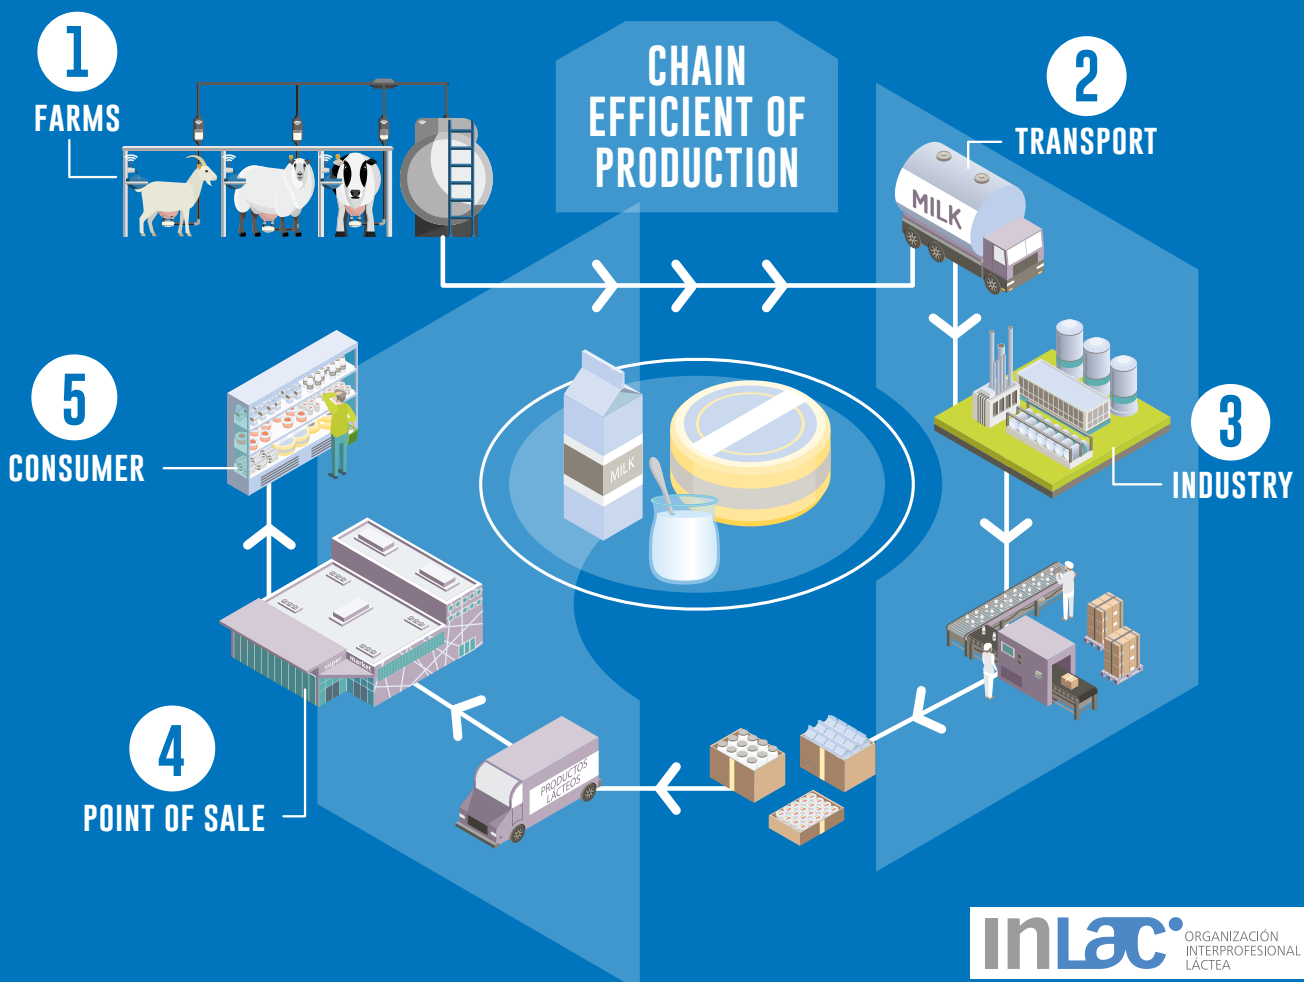 1
FARMS
CHAIN
EFFICIENT OF
PRODUCTION
2
TRANSPORT
MILK
5
CONSUMER
MILK
3
INDUSTRY
super
market
4
POINT OF SALE
PRODUCTOS
LÁCTEOS
inLac
ORGANIZACIÓN
INTERPROFESIONAL
LÁCTEA